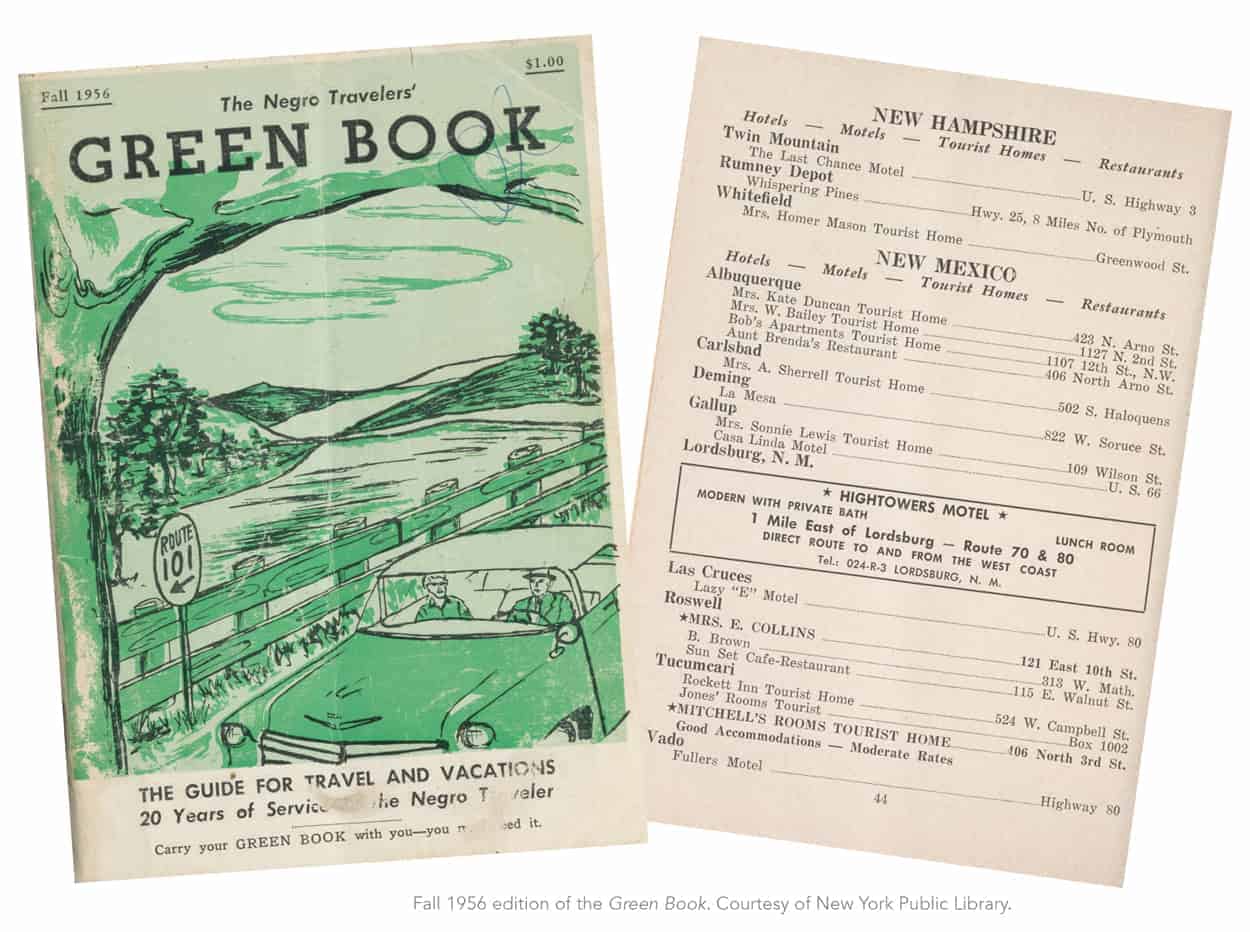 Fall 1956
$1.00
The Negro Travelers'
GREEN BOOK
ROUTE
101
THE GUIDE FOR TRAVEL AND VACATIONS
20 Years of Service he Negro
Carry your GREEN BOOK with you—you it.
NEW HAMPSHIRE
Hotels — Motels — Tourist Homes — Restaurants
Twin Mountain
The Last Chance Motel U. S. Highway 3
Rumney Depot
Whispering Pines Hwy. 25, 8 Miles No. of Plymouth
Whitefield
Mrs. Homer Mason Tourist Home Greenwood St.
NEW MEXICO
Hotels — Motels — Tourist Homes — Restaurants
Albuquerque
Mrs. Kate Duncan Tourist Home 423 N. Arno St.
Mrs. W. Bailey Tourist Home 1127 N. 2nd St.
Bob's Apartments Tourist Home 1107 12th St., N.W.
Aunt Brenda's Restaurant 406 North Arno St.
Carlsbad
Mrs. A. Sherrell Tourist Home 502 S. Haloquens
Deming
La Mesa 822 W. Soruce St.
Gallup
Mrs. Sonnie Lewis Tourist Home 109 Wilson St.
Casa Linda Motel U. S. 66
Lordsburg, N. M.
★ HIGHTOWERS MOTEL ★
MODERN WITH PRIVATE BATH LUNCH ROOM
1 Mile East of Lordsburg — Route 70 & 80
DIRECT ROUTE TO AND FROM THE WEST COAST
Tel.: 024-R-3 LORDSBURG, N. M.
Las Cruces
Lazy "E" Motel U. S. Hwy. 80
Roswell
★MRS. E. COLLINS 121 East 10th St.
B. Brown 313 W. Math.
Sun Set Cafe-Restaurant 115 E. Walnut St.
Tucumcari
Rockett Inn Tourist Home 524 W. Campbell St.
Jones' Rooms Tourist Box 1002
★MITCHELL'S ROOMS TOURIST HOME 406 North 3rd St.
Good Accommodations — Moderate Rates
Vado
Fullers Motel Highway 80
44
Fall 1956 edition of the Green Book. Courtesy of New York Public Library.